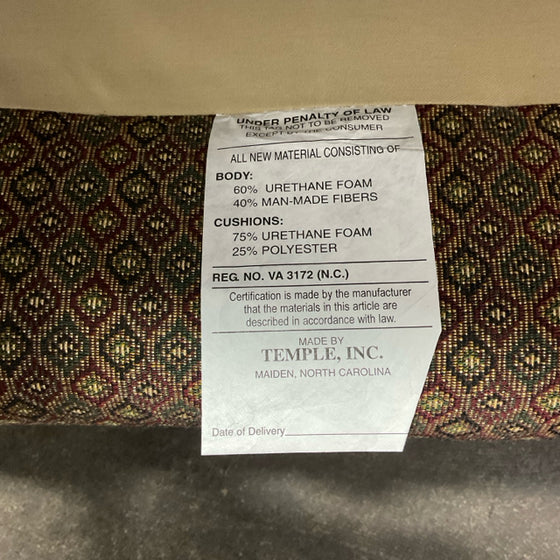 UNDER PENALTY OF LAW
THIS TAG NOT TO BE REMOVED
EXCEPT BY THE CONSUMER
ALL NEW MATERIAL CONSISTING OF
BODY:
60% URETHANE FOAM
40% MAN-MADE FIBERS
CUSHIONS:
75% URETHANE FOAM
25% POLYESTER
REG. NO. VA 3172 (N.C.)
Certification is made by the manufacturer
that the materials in this article are
described in accordance with law.
MADE BY
TEMPLE, INC.
MAIDEN, NORTH CAROLINA
Date of Delivery